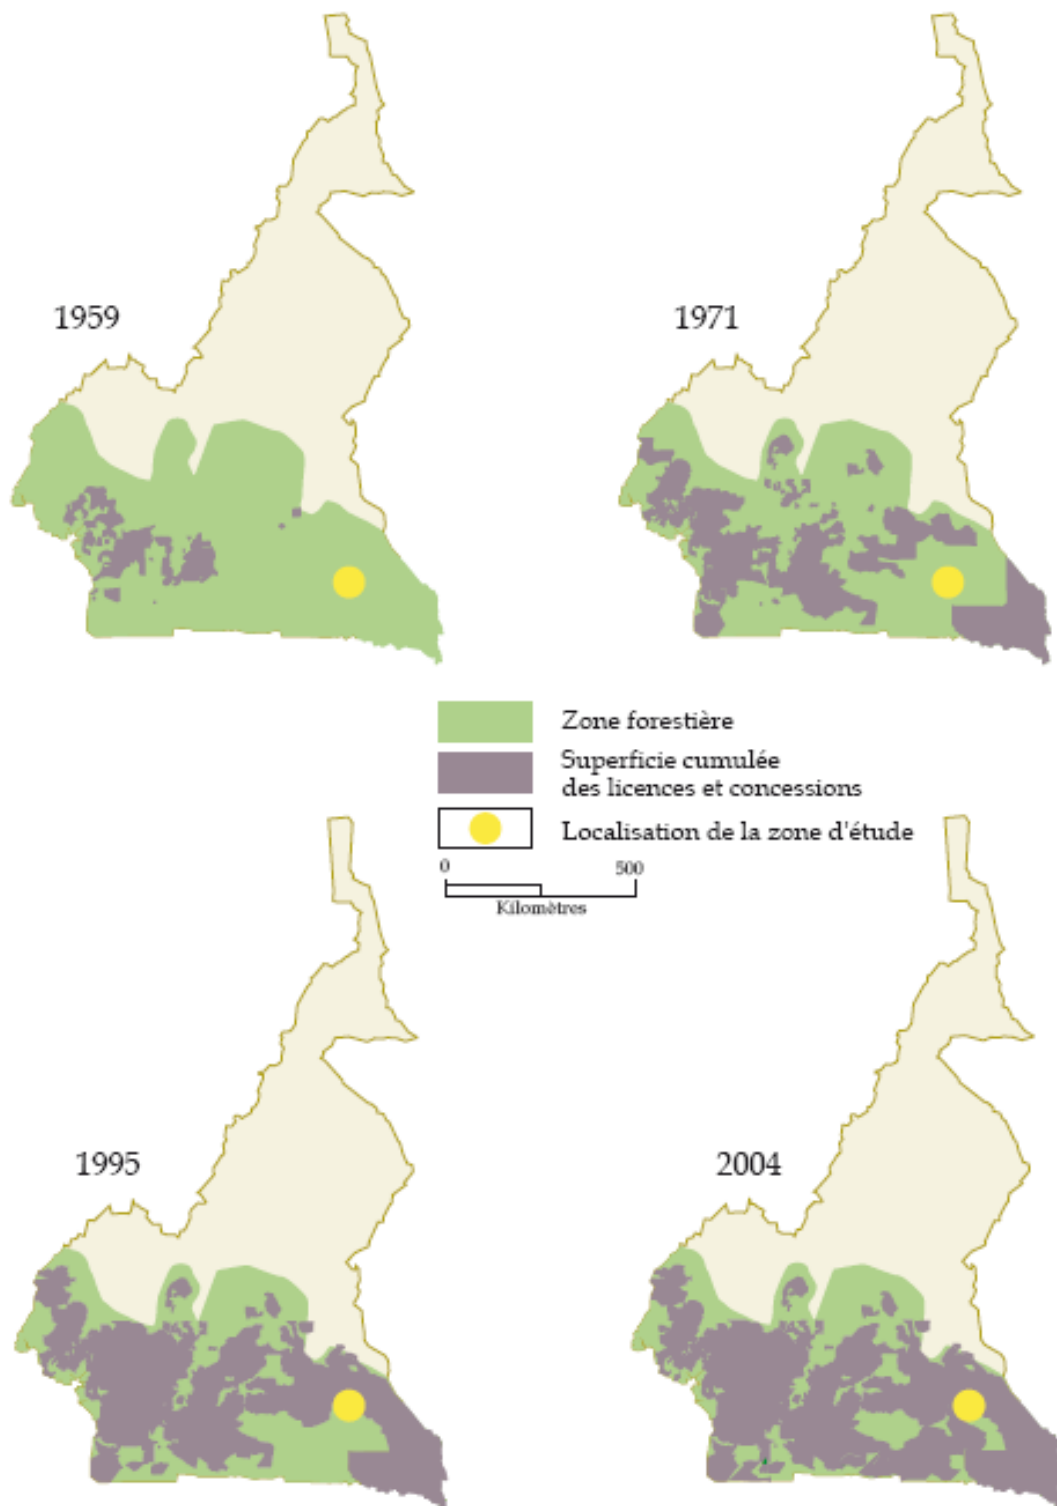 1959
1971
Zone forestière
Superficie cumulée
des licences et concessions
Localisation de la zone d'étude
0 500
Kilomètres
1995
2004